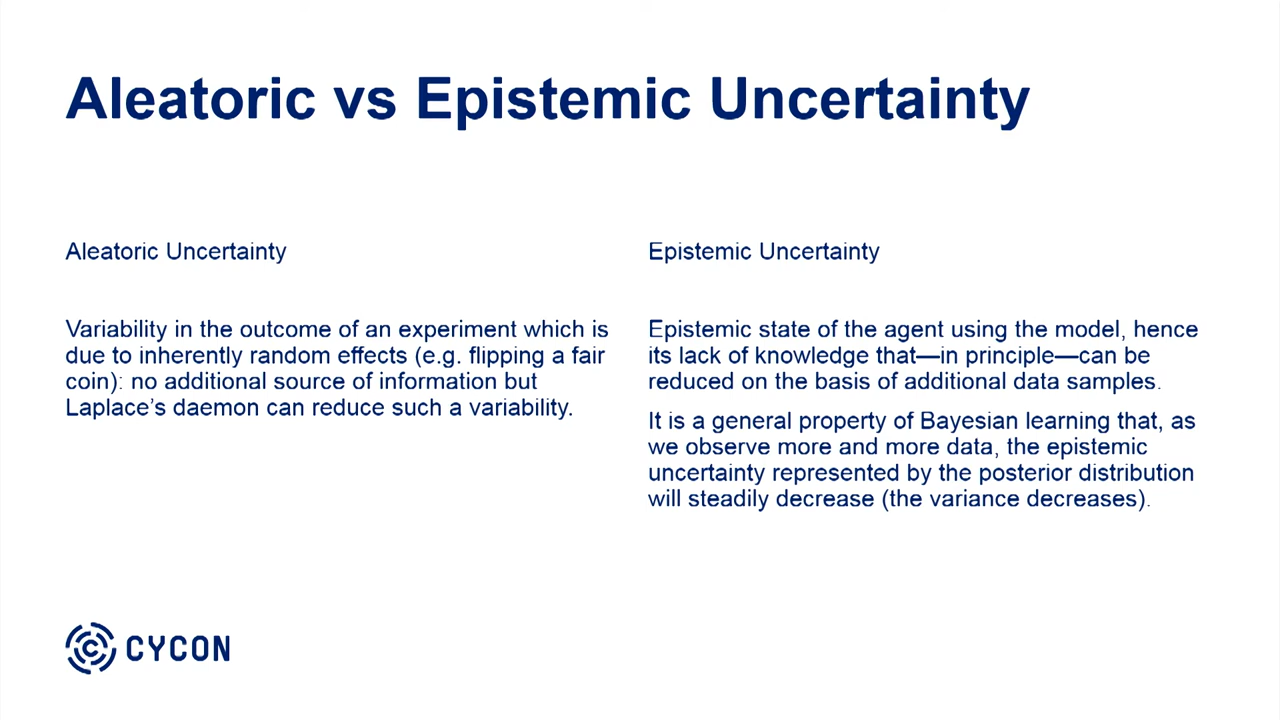 Aleatoric vs Epistemic Uncertainty
Aleatoric Uncertainty
Variability in the outcome of an experiment which is
due to inherently random effects (e.g. flipping a fair
coin): no additional source of information but
Laplace's daemon can reduce such a variability.
Epistemic Uncertainty
Epistemic state of the agent using the model, hence
its lack of knowledge that—in principle—can be
reduced on the basis of additional data samples.
It is a general property of Bayesian learning that, as
we observe more and more data, the epistemic
uncertainty represented by the posterior distribution
will steadily decrease (the variance decreases).
CYCON